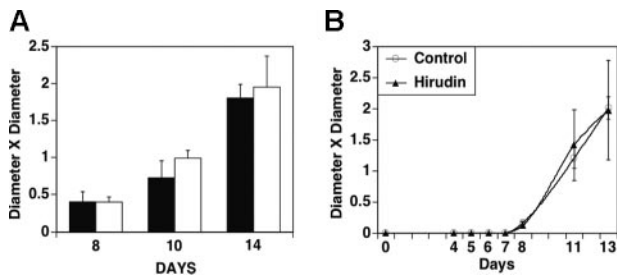 A
Diameter X Diameter
2.5
2
1.5
1
0.5
0
8 10 14
DAYS
B
Diameter X Diameter
3
2.5
2
1.5
1
0.5
0
Control
Hirudin
0 4 5 6 7 8 11 13
Days